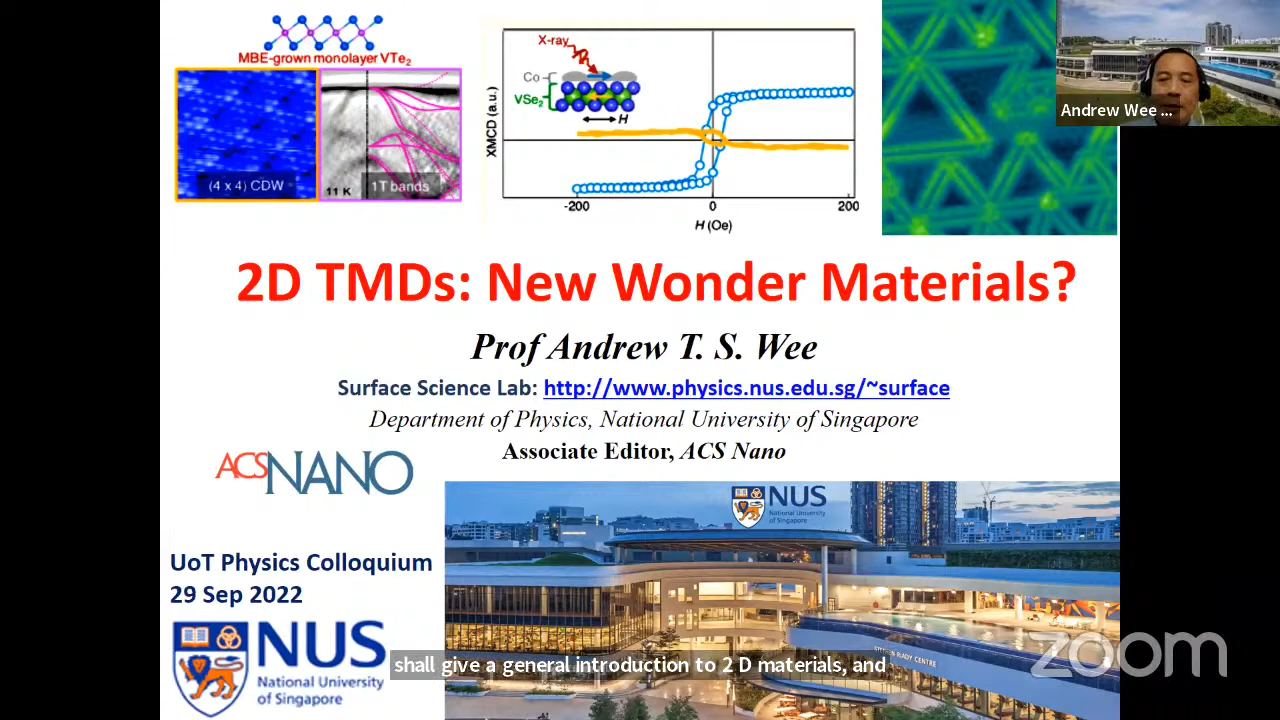 MBE-grown monolayer VTe2
(4 x 4) CDW
11 K
1T bands
XMCD (a.u.)
X-ray
Co
VSe2
H
-200
0
200
H (Oe)
Andrew Wee ...
2D TMDs: New Wonder Materials?
Prof Andrew T. S. Wee
Surface Science Lab: http://www.physics.nus.edu.sg/~surface
Department of Physics, National University of Singapore
Associate Editor, ACS Nano
ACSNANO
NUS
National University
of Singapore
UoT Physics Colloquium
29 Sep 2022
NUS
National University
of Singapore
STEPHEN RIADY CENTRE
shall give a general introduction to 2 D materials, and
zoom